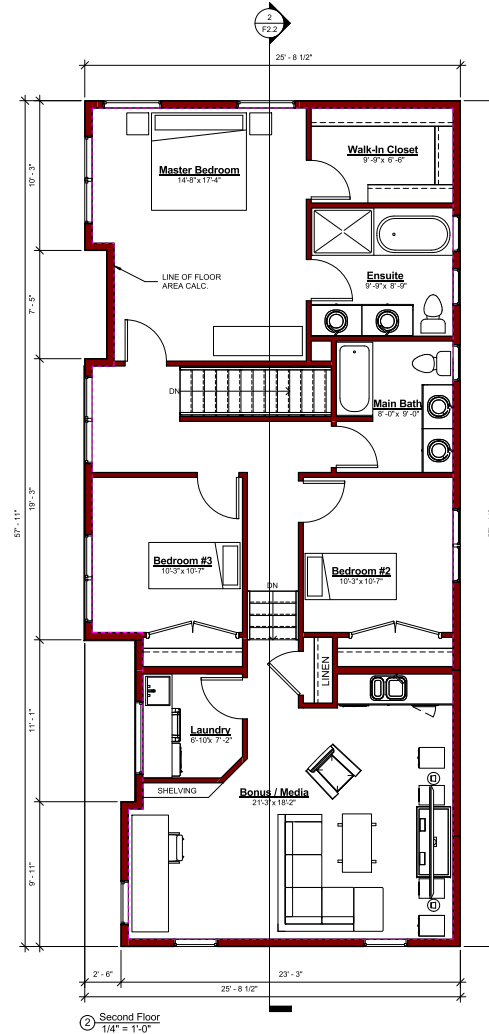 2
F2.2
25' - 8 1/2"
10' - 3"
7' - 5"
19' - 3"
57' - 11"
11' - 1"
9' - 11"
Master Bedroom
14'-8"x 17'-4"
Walk-In Closet
9' -9"x 6' -6"
LINE OF FLOOR
AREA CALC.
Ensuite
9' -9"x 8' -9"
DN
Main Bath
8' -0"x 9' -0"
Bedroom #3
10'-3"x 10'-7"
Bedroom #2
10'-3"x 10'-7"
DN
LINEN
Laundry
6'-10x 7' -2"
SHELVING
Bonus / Media
21'-3"x 18'-2"
2' - 6"
23' - 3"
25' - 8 1/2"
2
Second Floor
1/4" = 1'-0"